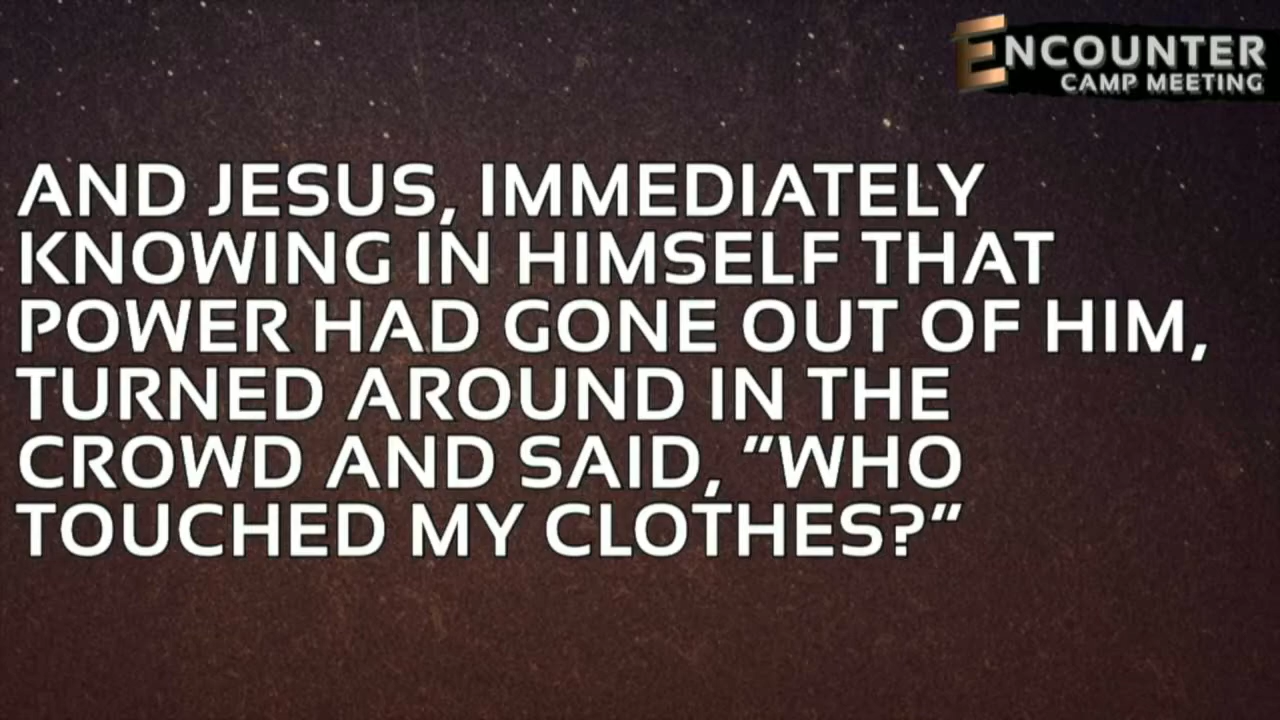 ENCOUNTER
CAMP MEETING
AND JESUS, IMMEDIATELY
KNOWING IN HIMSELF THAT
POWER HAD GONE OUT OF HIM,
TURNED AROUND IN THE
CROWD AND SAID, “WHO
TOUCHED MY CLOTHES?”